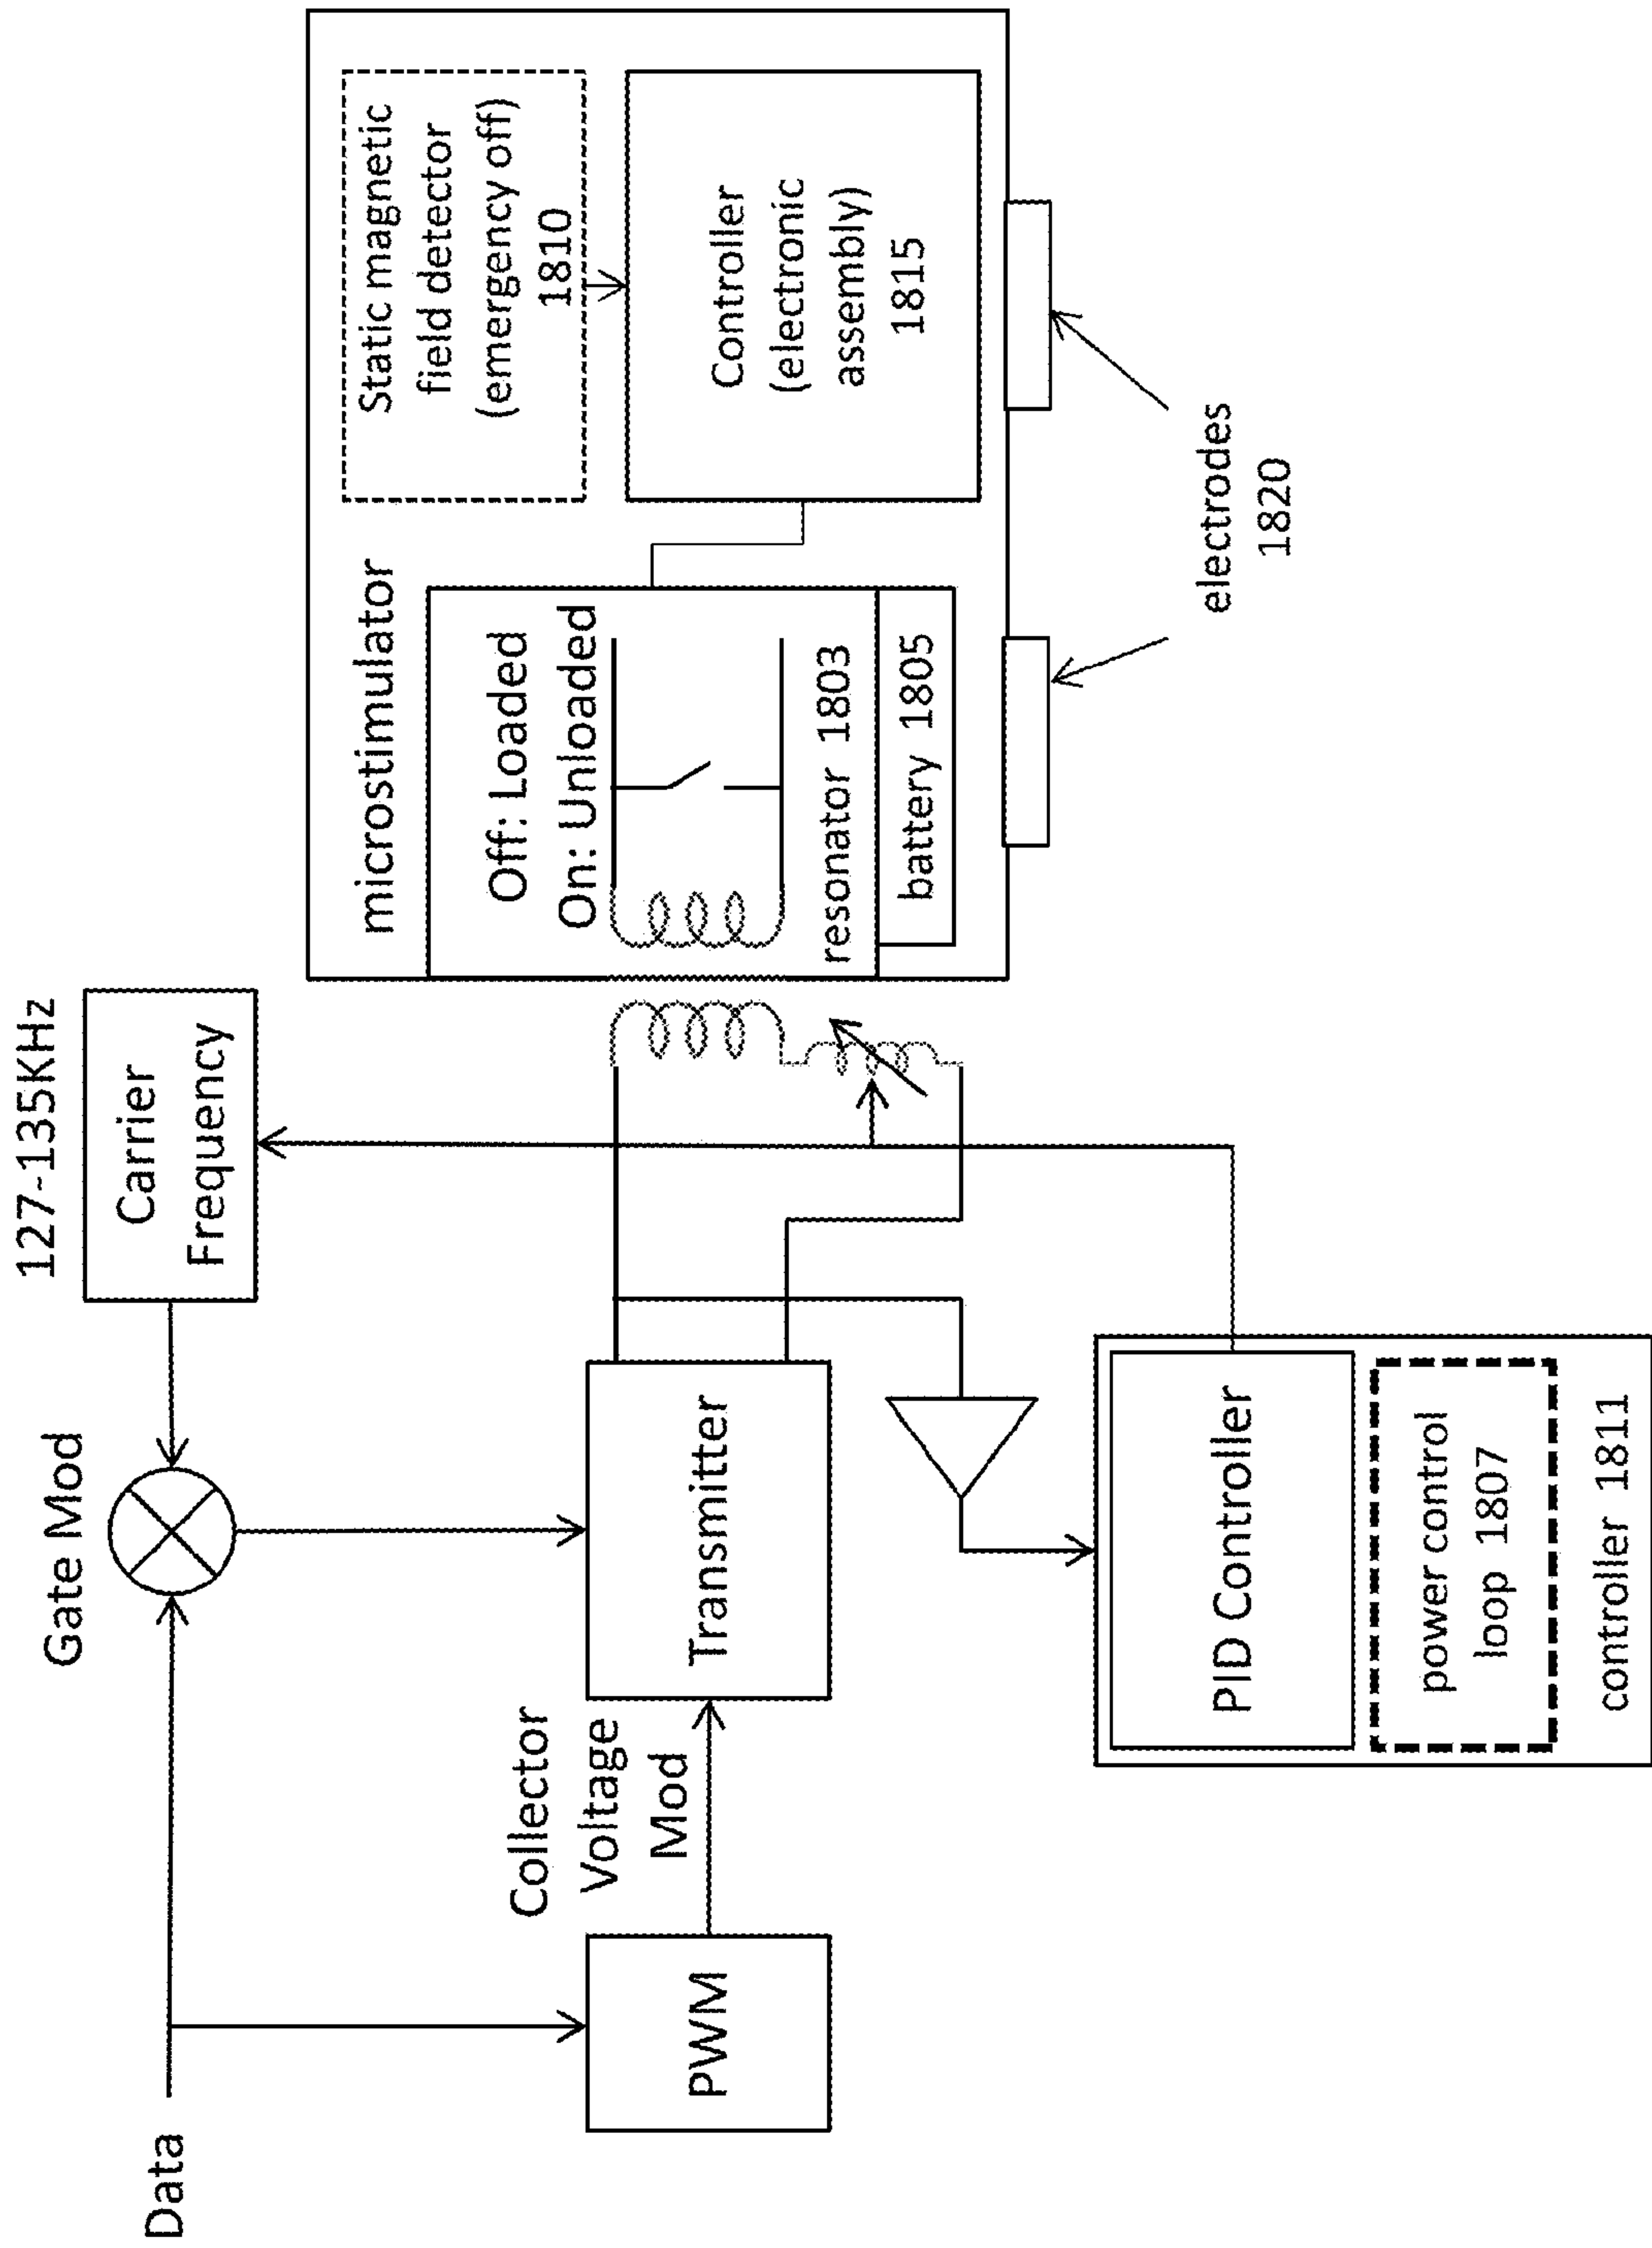 127-135KHz
Gate Mod
Carrier
Frequency
Data
microstimulator
Static magnetic
field detector
(emergency off)
1810
Off: Loaded
On: Unloaded
Collector
Voltage
Mod
PWM
Transmitter
resonator 1803
battery 1805
Controller
(electronic
assembly)
1815
electrodes
1820
PID Controller
power control
loop 1807
controller 1811